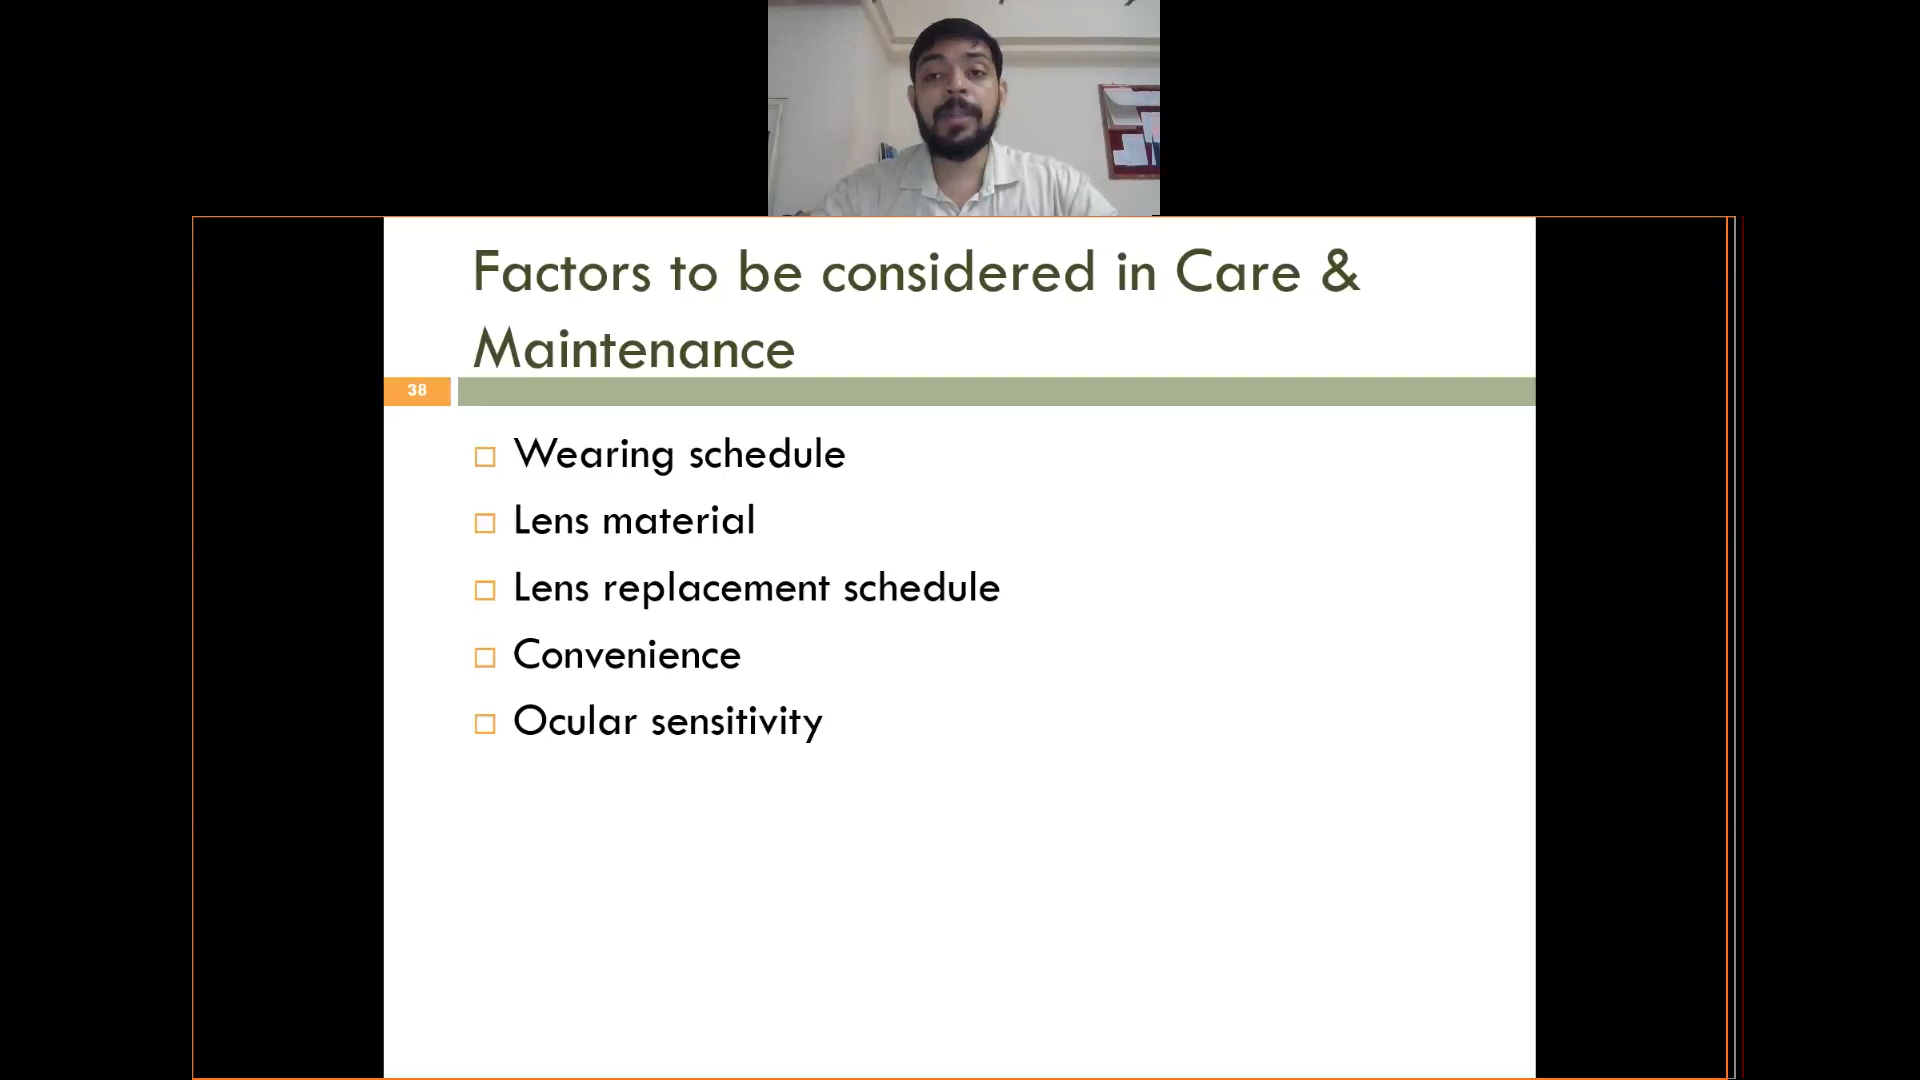 Factors to be considered in Care &
Maintenance
38
Wearing schedule
Lens material
Lens replacement schedule
Convenience
Ocular sensitivity